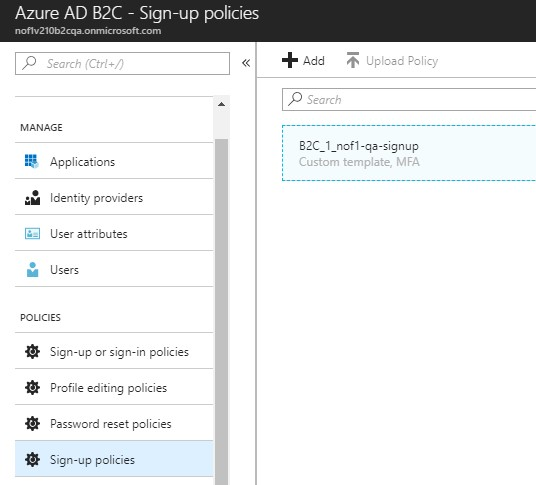 Azure AD B2C - Sign-up policies
nof1v210b2cqa.onmicrosoft.com
Search (Ctrl+/)
«
Add
Upload Policy
Search
MANAGE
Applications
Identity providers
User attributes
Users
POLICIES
Sign-up or sign-in policies
Profile editing policies
Password reset policies
Sign-up policies
B2C_1_nof1-qa-signup
Custom template, MFA